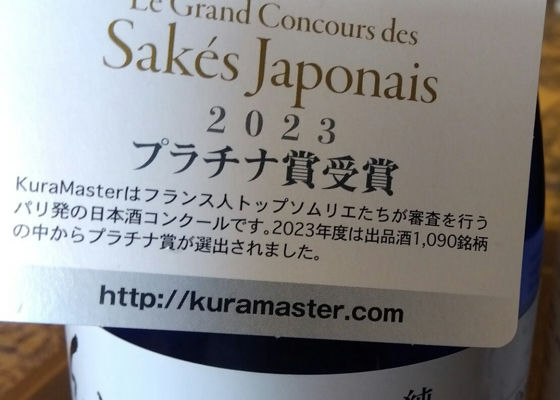 Le Grand Concours des
Sakés Japonais
2023
プラチナ賞受賞
KuraMasterはフランス人トップソムリエたちが審査を行う
パリ発の日本酒コンクールです。2023年度は出品酒1,090銘柄
の中からプラチナ賞が選出されました。
http://kuramaster.com
純